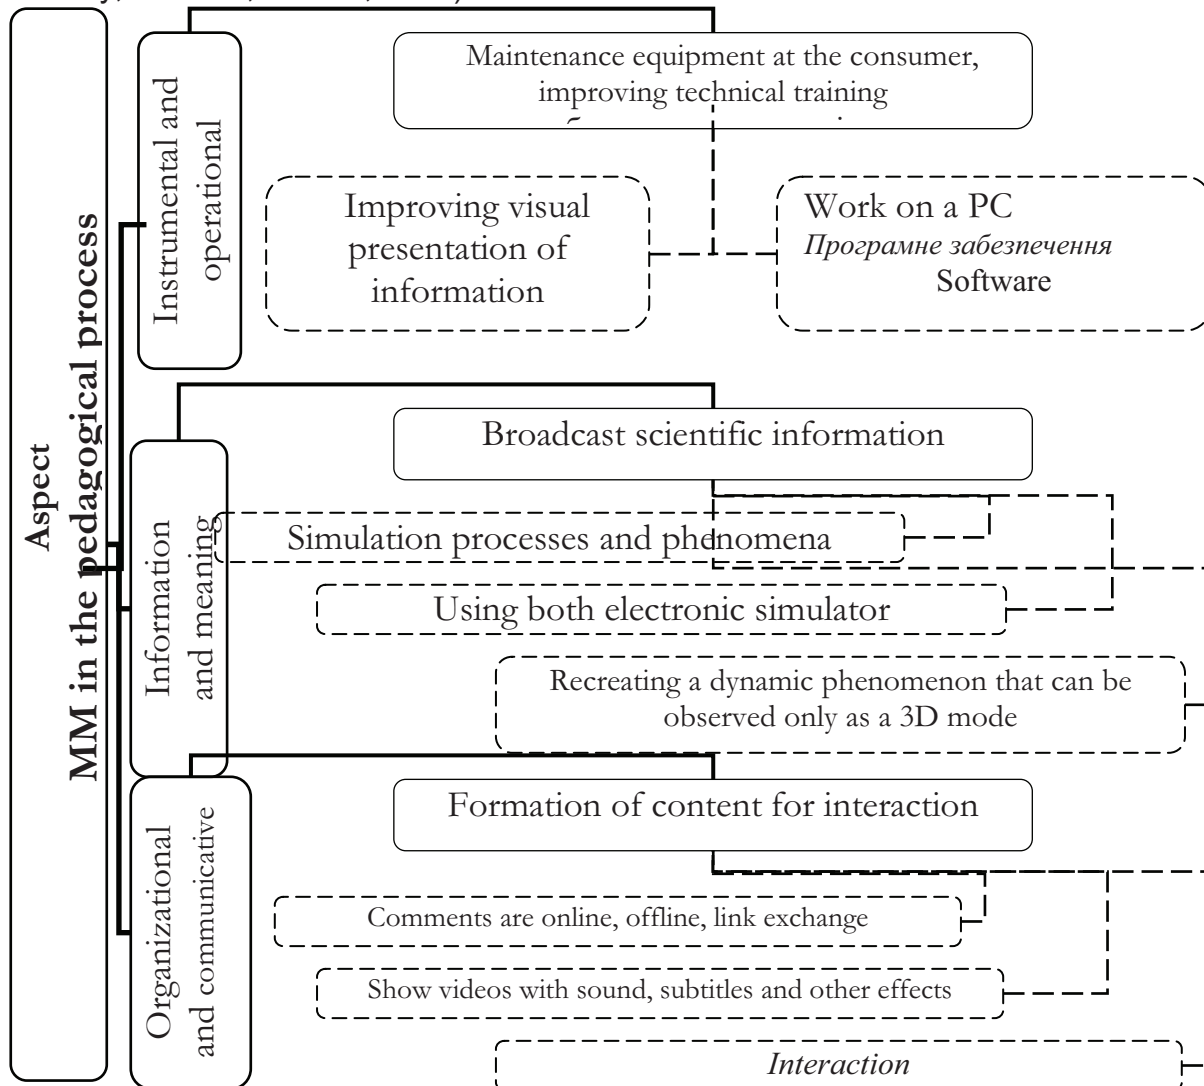 Aspect
MM in the pedagogical process
Instrumental and
operational
Maintenance equipment at the consumer,
improving technical training
Improving visual
presentation of
information
Work on a PC
Програмне забезпечення
Software
Information
and meaning
Broadcast scientific information
Simulation processes and phenomena
Using both electronic simulator
Recreating a dynamic phenomenon that can be
observed only as a 3D mode
Organizational
and communicative
Formation of content for interaction
Comments are online, offline, link exchange
Show videos with sound, subtitles and other effects
Interaction